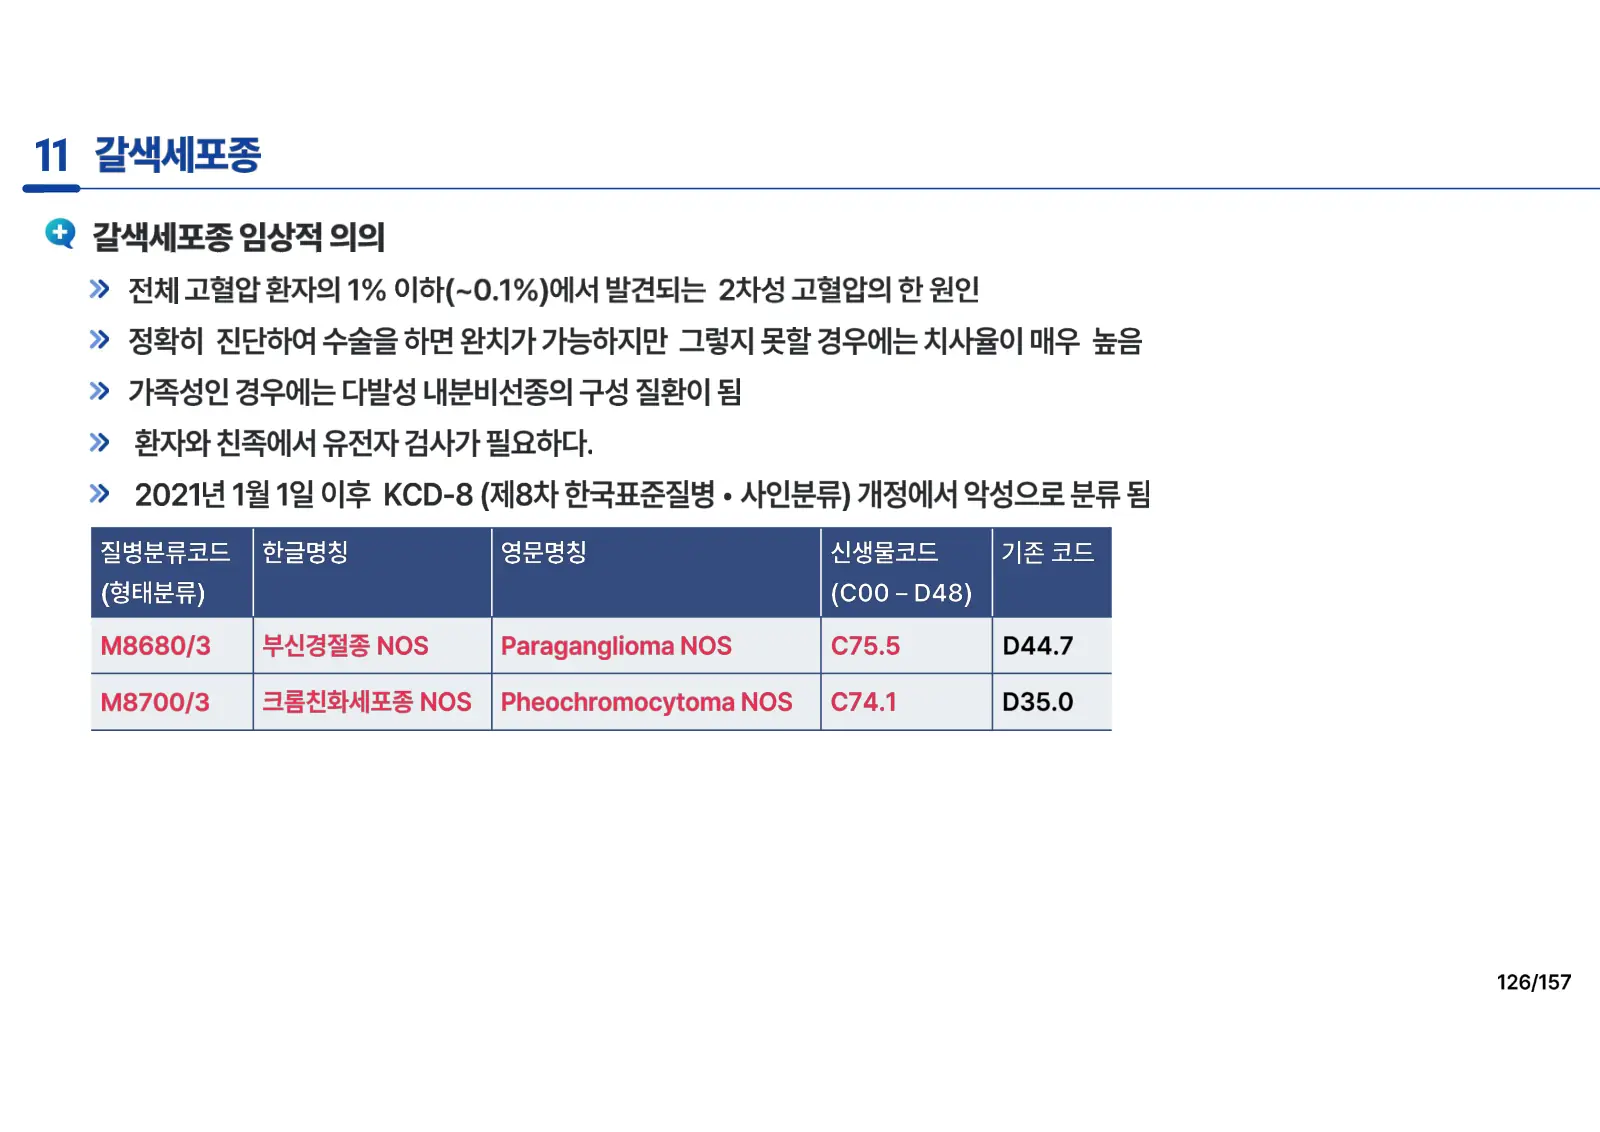 11 갈색세포종
갈색세포종 임상적 의의
전체 고혈압 환자의 1% 이하(~0.1%)에서 발견되는 2차성 고혈압의 한 원인
정확히 진단하여 수술을 하면 완치가 가능하지만 그렇지 못할 경우에는 치사율이 매우 높음
가족성인 경우에는 다발성 내분비선종의 구성 질환이 됨
환자와 친족에서 유전자 검사가 필요하다.
2021년 1월 1일 이후 KCD-8 (제8차 한국표준질병 • 사인분류) 개정에서 악성으로 분류 됨
질병분류코드 (형태분류) 한글명칭 영문명칭 신생물코드 (C00 – D48) 기존 코드
M8680/3 부신경절종 NOS Paraganglioma NOS C75.5 D44.7
M8700/3 크롬친화세포종 NOS Pheochromocytoma NOS C74.1 D35.0
126/157